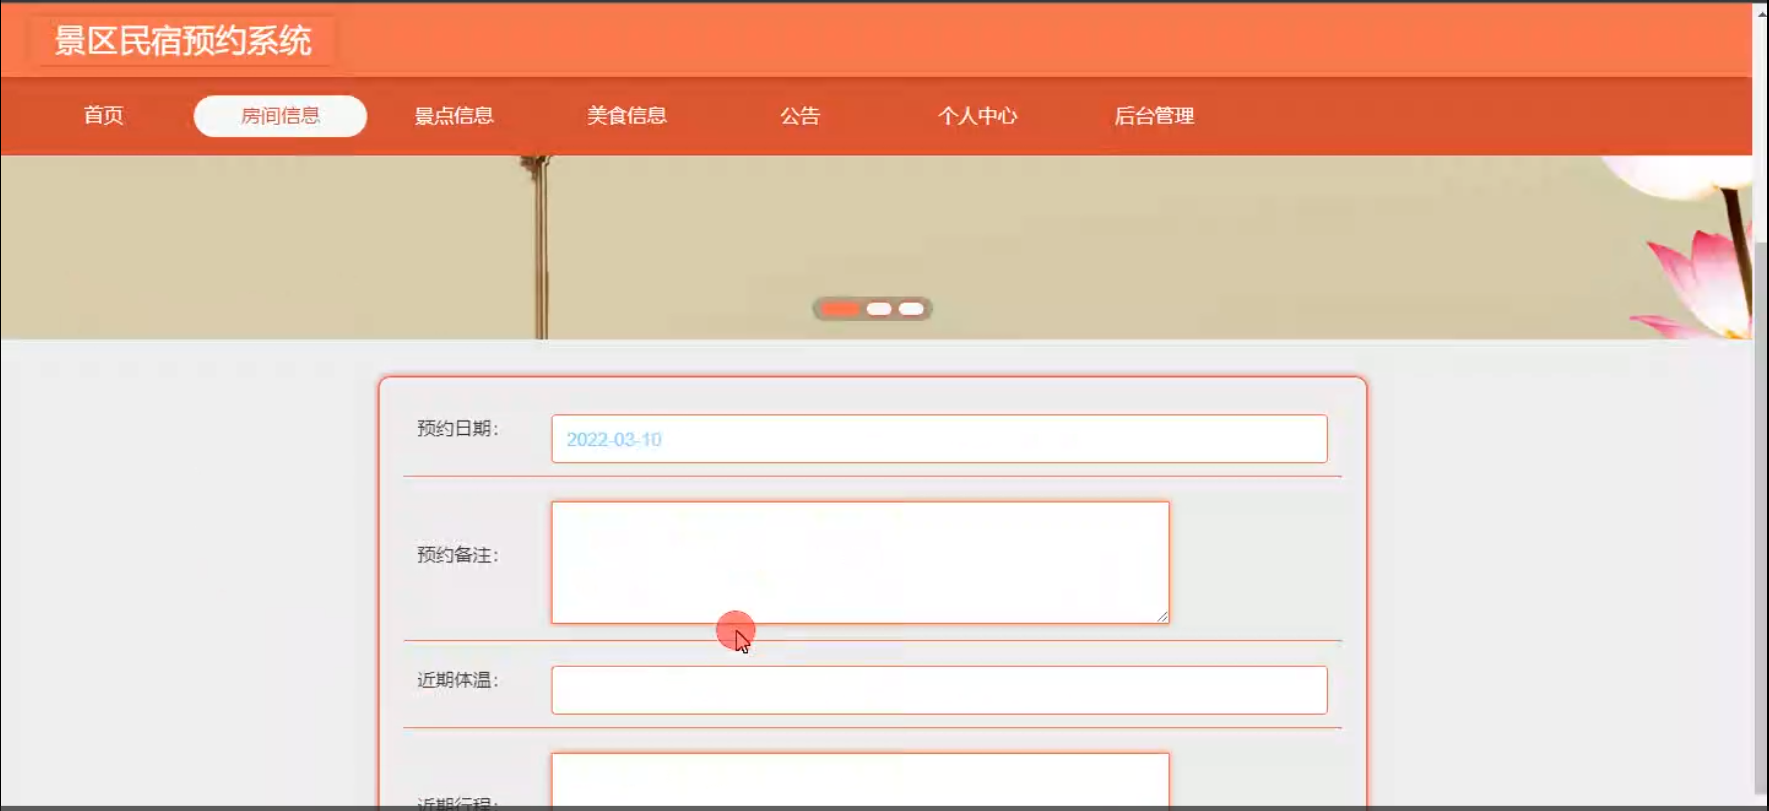 景区民宿预约系统
首页 房间信息 景点信息 美食信息 公告 个人中心 后台管理
预约日期： 2022-03-10
预约备注：
近期体温：
近期行程：